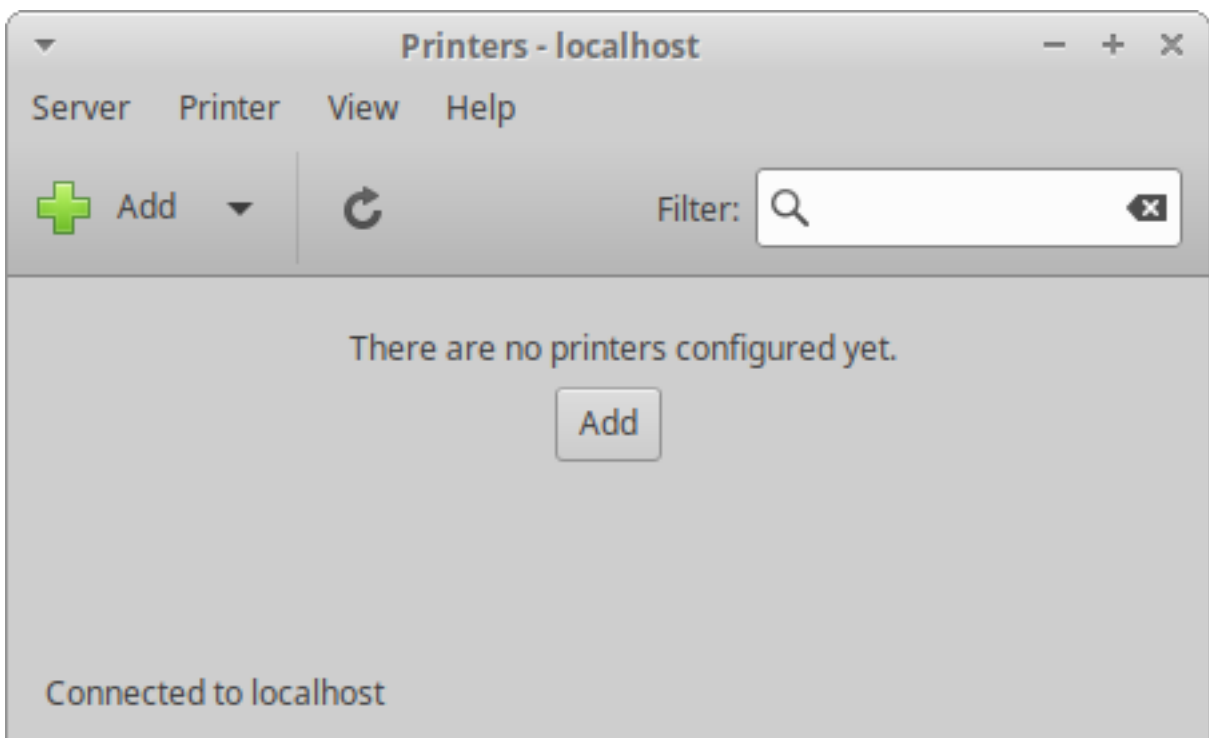 Printers - localhost
Server Printer View Help
Add Filter:
There are no printers configured yet.
Add
Connected to localhost